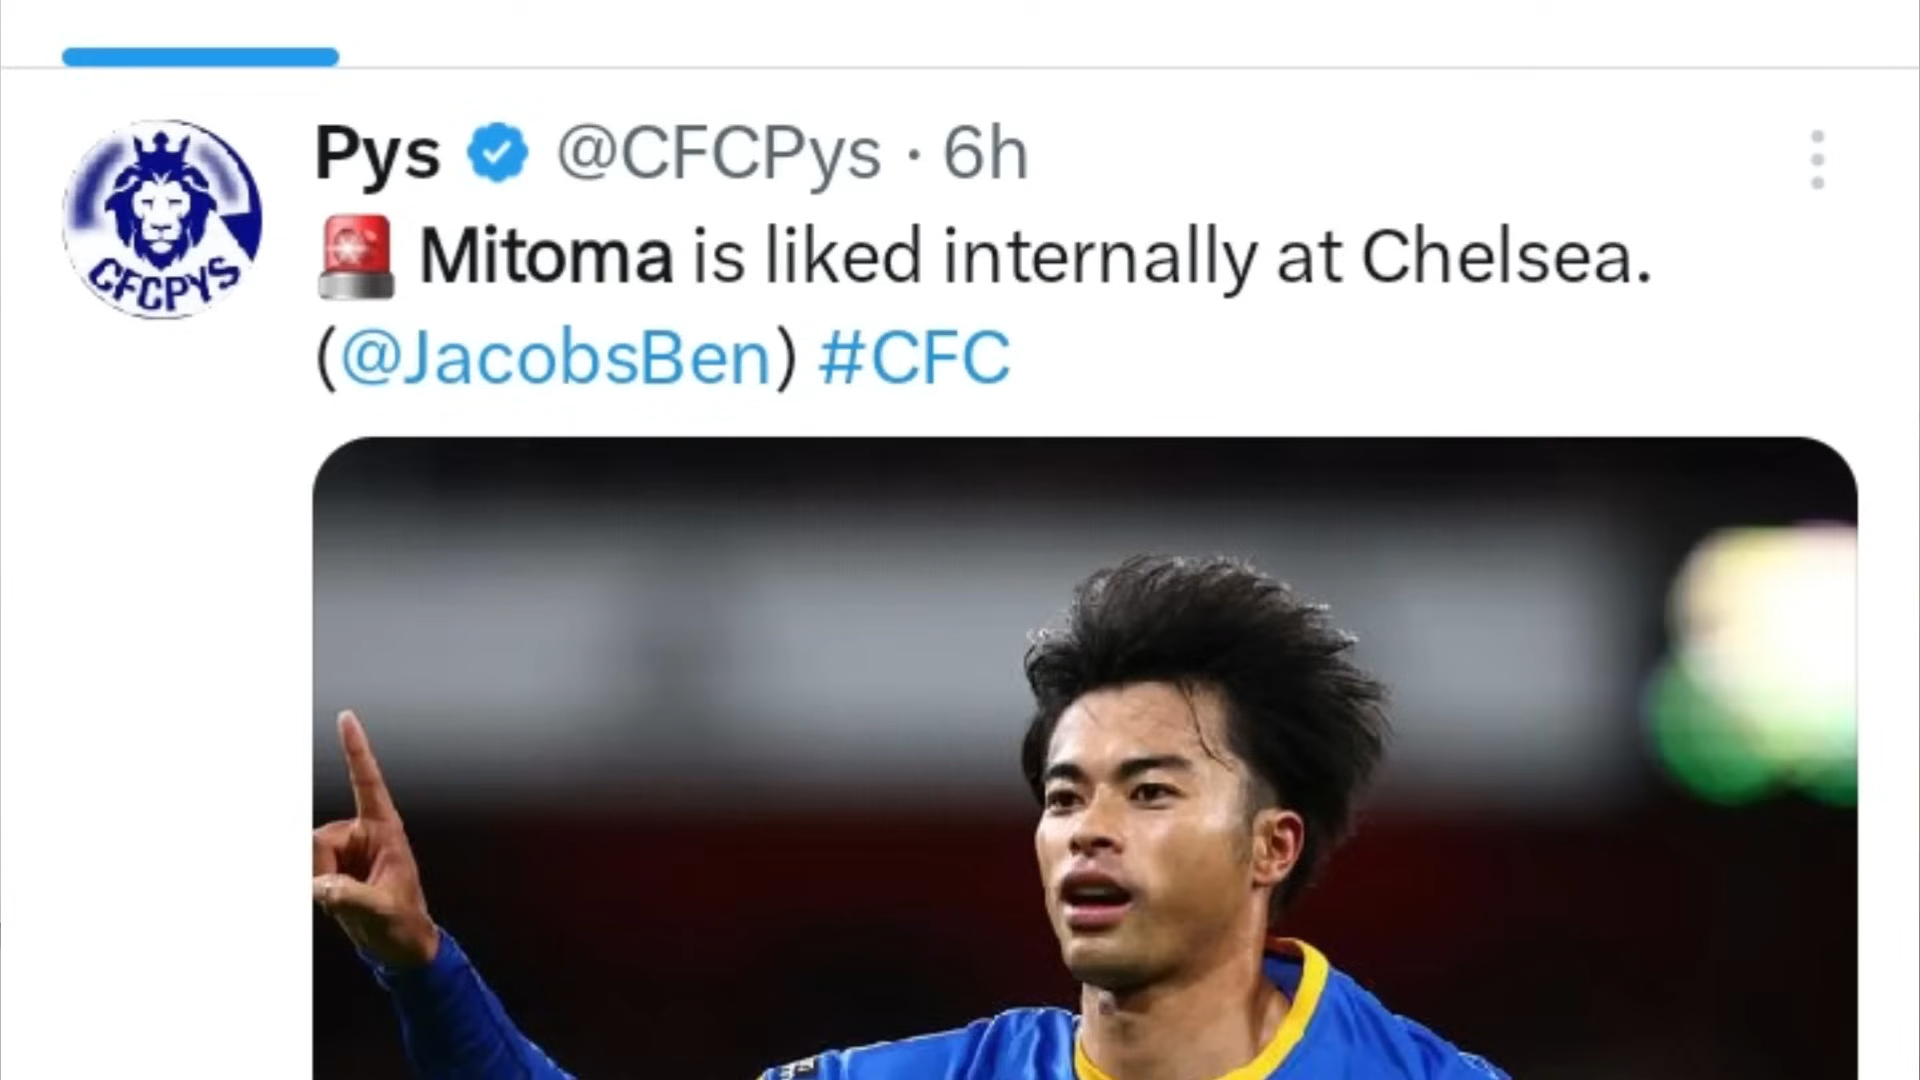 Pys @CFCPys · 6h
🚨 Mitoma is liked internally at Chelsea.
(@JacobsBen) #CFC
CFCPYS